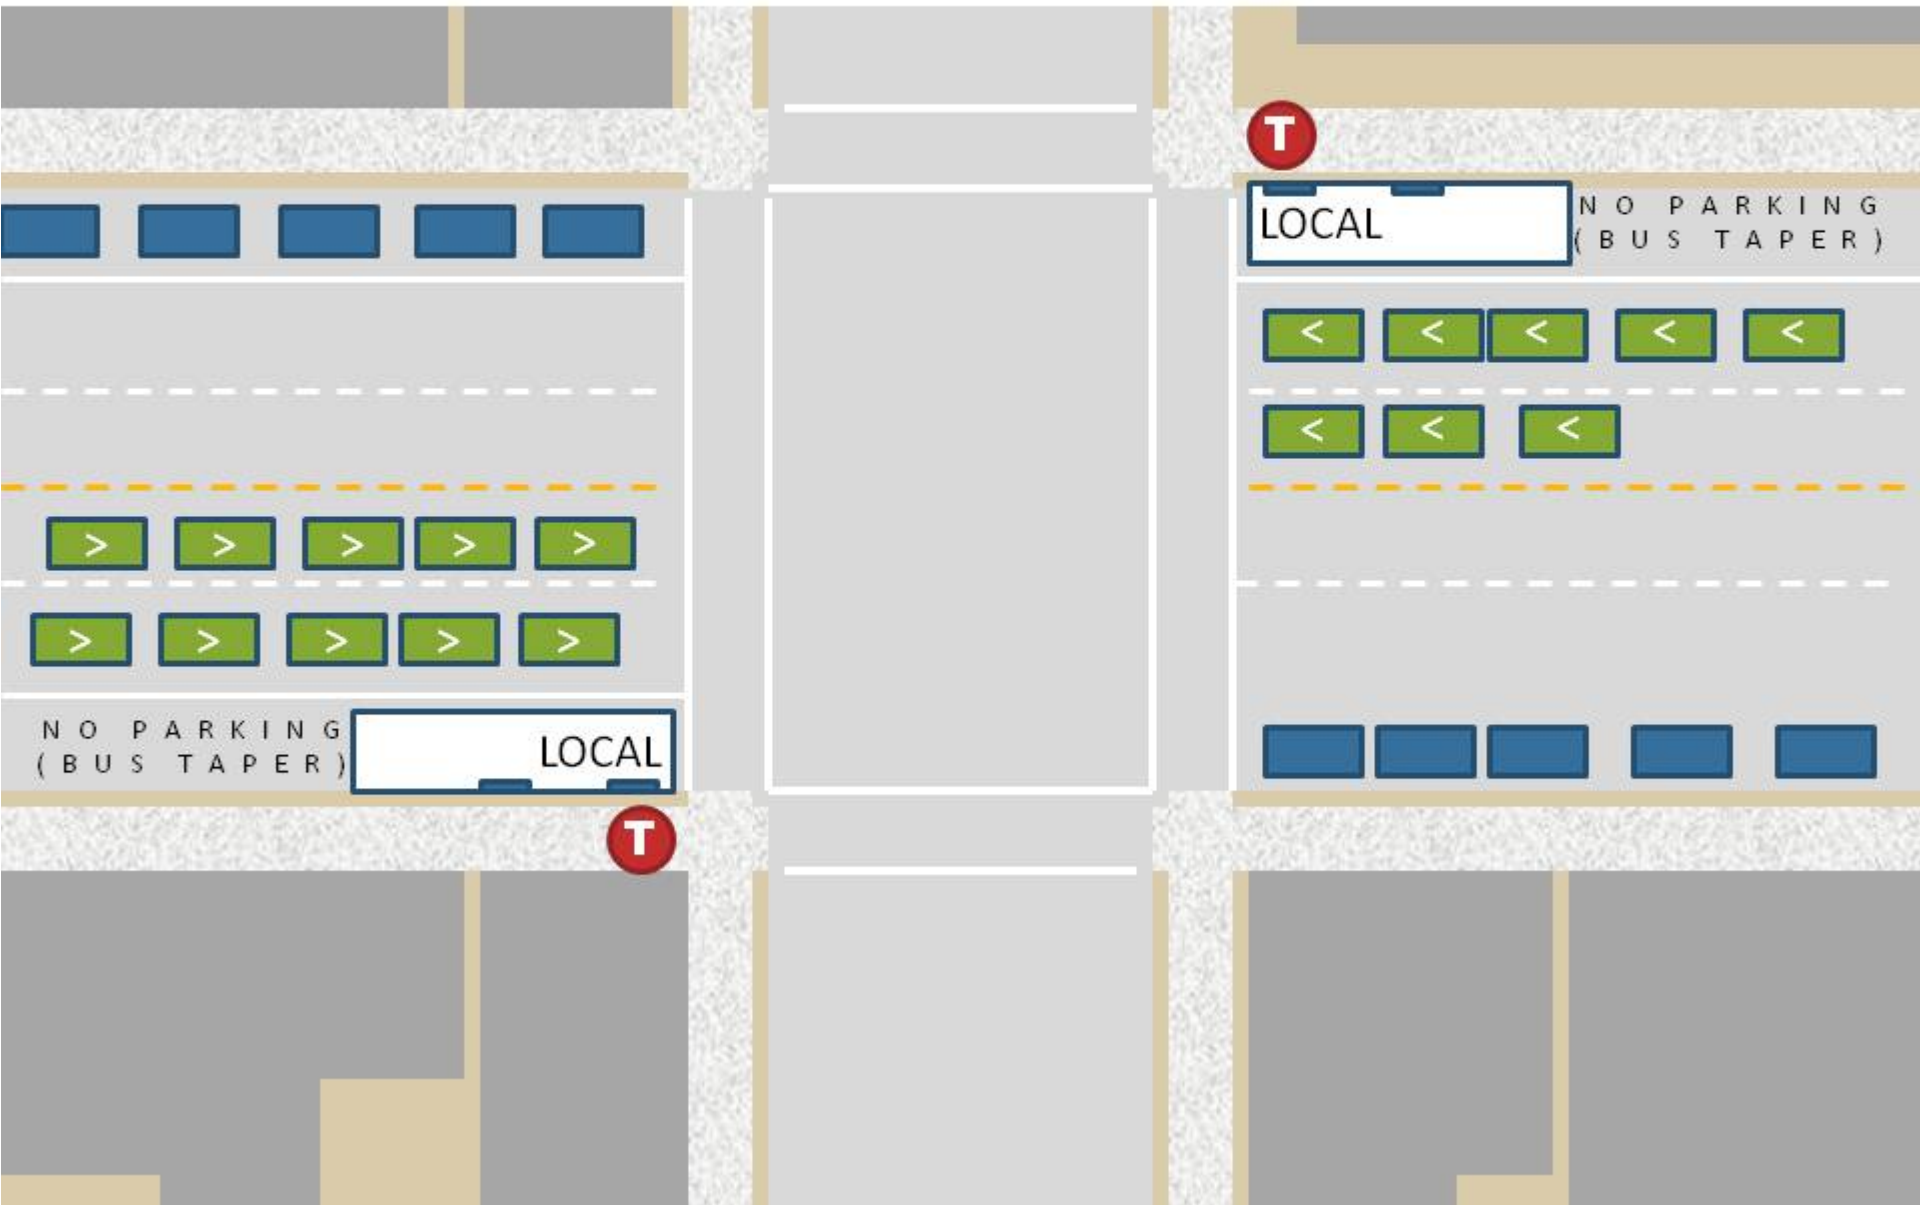 T
LOCAL
NO PARKING
(BUS TAPER)
< < < < <
< < <
> > > > >
> > > > >
NO PARKING
(BUS TAPER)
LOCAL
T